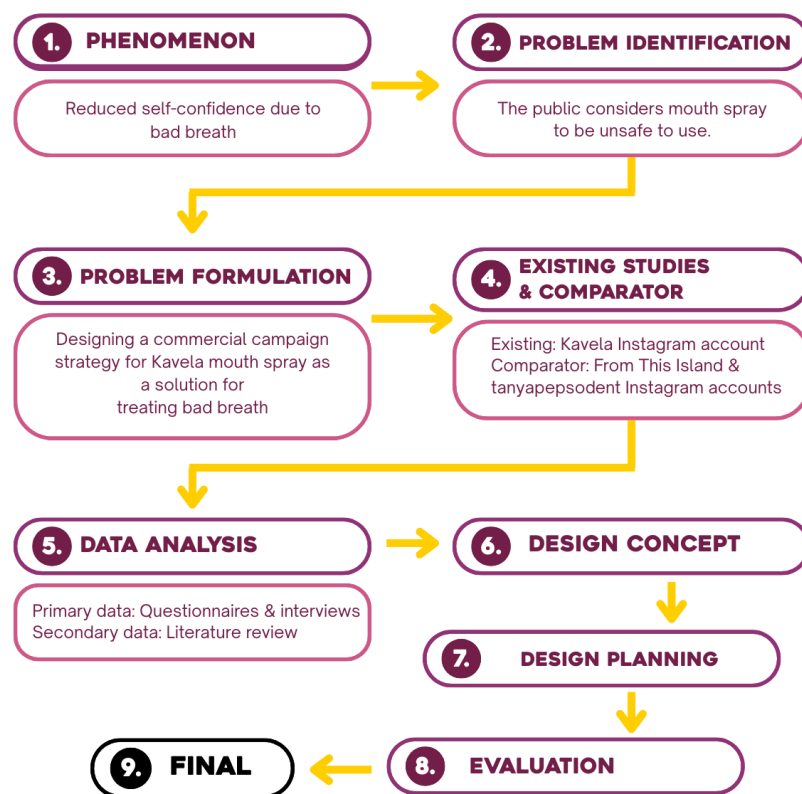 1. PHENOMENON
Reduced self-confidence due to
bad breath
2. PROBLEM IDENTIFICATION
The public considers mouth spray
to be unsafe to use.
3. PROBLEM FORMULATION
Designing a commercial campaign
strategy for Kavela mouth spray as
a solution for
treating bad breath
4. EXISTING STUDIES
& COMPARATOR
Existing: Kavela Instagram account
Comparator: From This Island &
tanyapepsodent Instagram accounts
5. DATA ANALYSIS
Primary data: Questionnaires & interviews
Secondary data: Literature review
6. DESIGN CONCEPT
7. DESIGN PLANNING
8. EVALUATION
9. FINAL